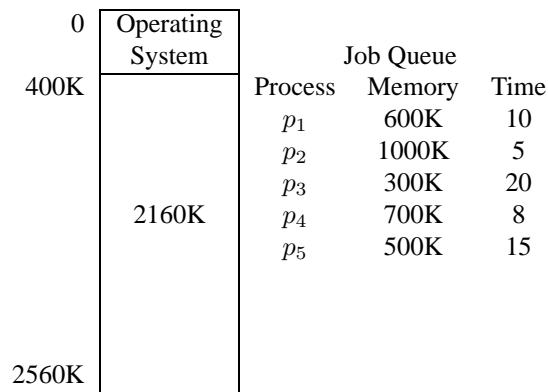 0 Operating
System Job Queue
400K Process Memory Time
p1 600K 10
p2 1000K 5
p3 300K 20
2160K p4 700K 8
p5 500K 15
2560K